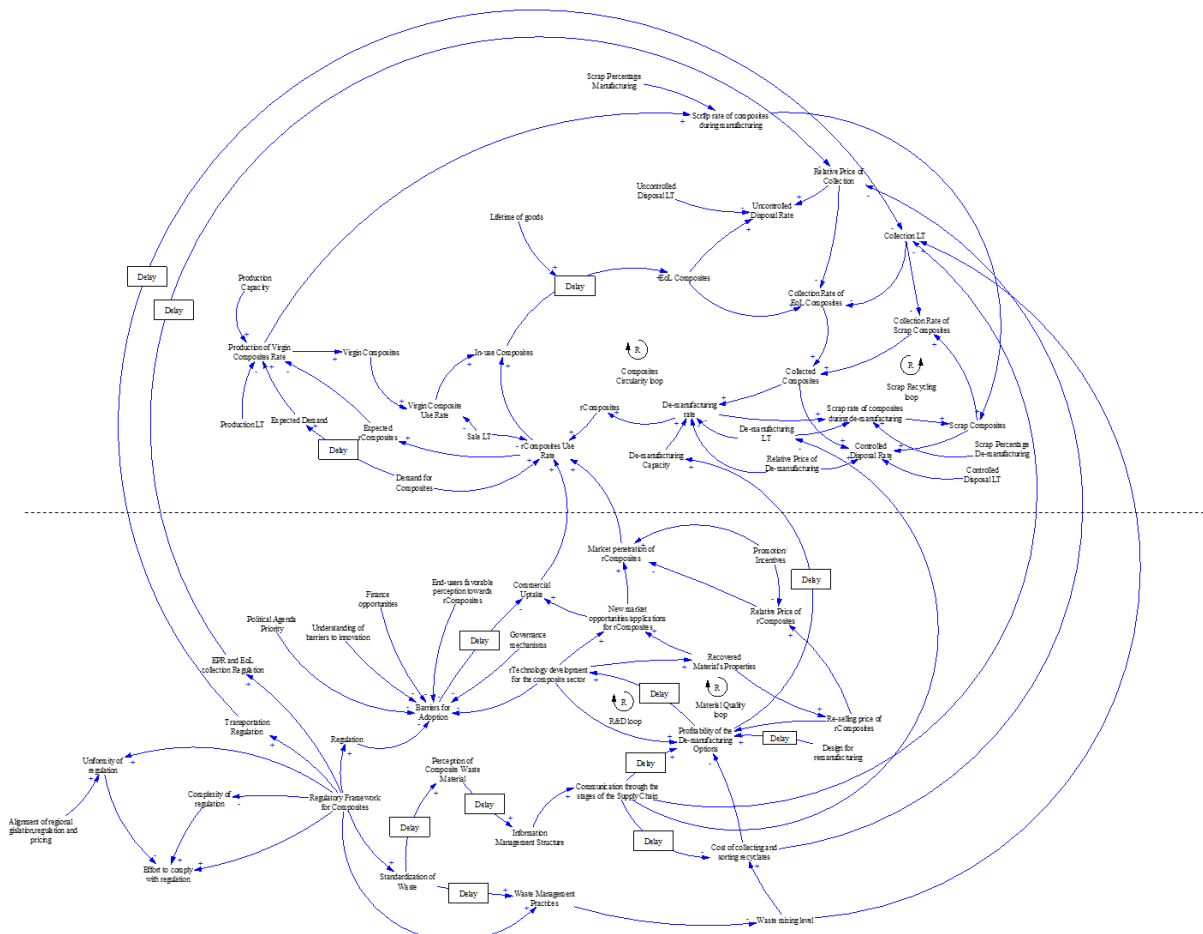 Scrap Percentage
Manufacturing
Scrap rate of composites
during manufacturing
Relative Price of
Collection
Uncontrolled
Disposal LT
Uncontrolled
Disposal Rate
Lifetime of goods
Collection LT
Delay
Delay
Delay
Production
Capacity
EoL Composites
Collection Rate of
EoL Composites
Collection Rate of
Scrap Composites
Production of Virgin
Composites Rate
Virgin Composites
In-use Composites
R
Composites
Circularity loop
R
Scrap Recycling
loop
Collected
Composites
Virgin Composite
Use Rate
rComposites
De-manufacturing
rate
Scrap rate of composites
during de-manufacturing
Scrap Composites
Production LT
Expected Demand
Expected
rComposites
Sale LT
De-manufacturing
LT
Delay
rComposites Use
Rate
De-manufacturing
Capacity
Relative Price of
De-manufacturing
Controlled
Disposal Rate
Scrap Percentage
De-manufacturing
Demand for
Composites
Controlled
Disposal LT
Market penetration of
rComposites
Promotion/
Incentives
Delay
Finance
opportunities
End-users favorable
perception towards
rComposites
Commercial
Uptake
Political Agenda
Priority
New market
opportunities/applications
for rComposites
Relative Price of
rComposites
Understanding of
barriers to innovation
Delay
Governance
mechanisms
EPR and EoL
collection Regulation
rTechnology development
for the composite sector
Recovered
Material's Properties
Delay
R
R&D loop
R
Material Quality
loop
Barriers for
Adoption
Transportation
Regulation
Regulation
Profitability of the
De-manufacturing
Options
Re-selling price of
rComposites
Delay
Design for
remanufacturing
Uniformity of
regulation
Perception of
Composite Waste
Material
Delay
Communication through the
stages of the Supply Chain
Complexity of
regulation
Regulatory Framework
for Composites
Delay
Alignment of regional
gislation,regulation and
pricing
Delay
Information
Management Structure
Delay
Cost of collecting and
sorting recyclates
Effort to comply
with regulation
Standardization of
Waste
Delay
Waste Management
Practices
Waste mixing level